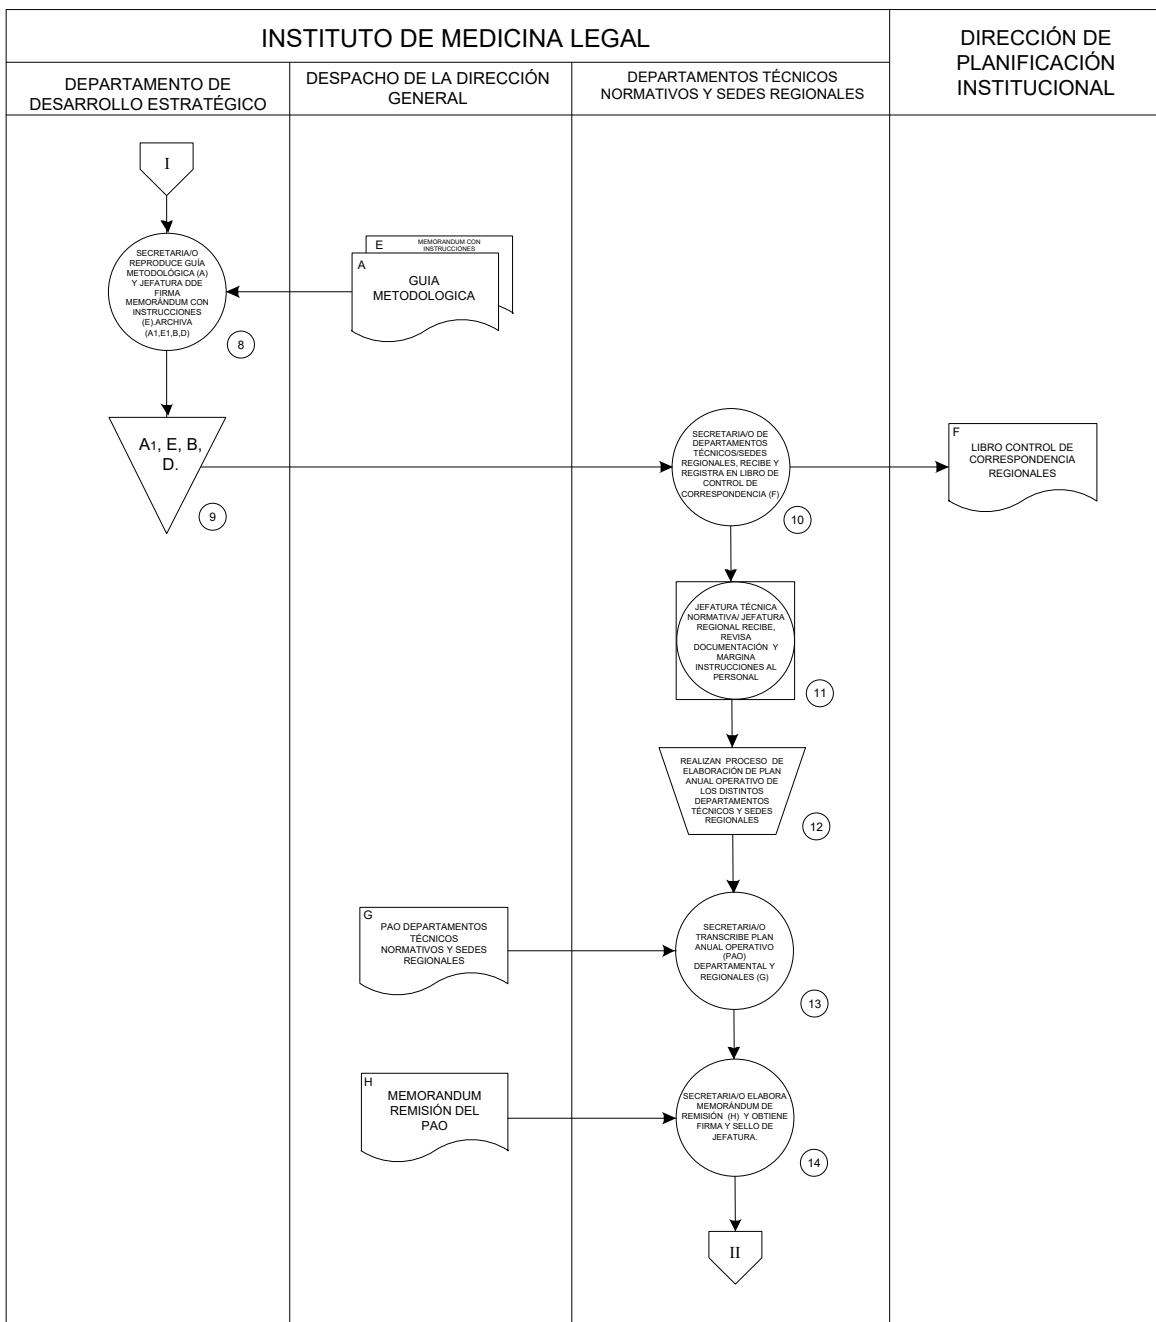 INSTITUTO DE MEDICINA LEGAL
DIRECCIÓN DE
PLANIFICACIÓN
INSTITUCIONAL
DEPARTAMENTO DE
DESARROLLO ESTRATÉGICO
DESPACHO DE LA DIRECCIÓN
GENERAL
DEPARTAMENTOS TÉCNICOS
NORMATIVOS Y SEDES REGIONALES
I
SECRETARIA/O
REPRODUCE GUÍA
METODOLÓGICA (A)
Y JEFATURA DDE
FIRMA
MEMORÁNDUM CON
INSTRUCCIONES
(E).ARCHIVA
(A1,E1,B,D)
8
E
MEMORANDUM CON
INSTRUCCIONES
A
GUIA
METODOLOGICA
A1, E, B,
D.
9
SECRETARIA/O DE
DEPARTAMENTOS
TÉCNICOS/SEDES
REGIONALES, RECIBE Y
REGISTRA EN LIBRO DE
CONTROL DE
CORRESPONDENCIA (F)
10
F
LIBRO CONTROL DE
CORRESPONDENCIA
REGIONALES
JEFATURA TÉCNICA
NORMATIVA/ JEFATURA
REGIONAL RECIBE,
REVISA
DOCUMENTACIÓN Y
MARGINA
INSTRUCCIONES AL
PERSONAL
11
REALIZAN PROCESO DE
ELABORACIÓN DE PLAN
ANUAL OPERATIVO DE
LOS DISTINTOS
DEPARTAMENTOS
TÉCNICOS Y SEDES
REGIONALES
12
G
PAO DEPARTAMENTOS
TÉCNICOS
NORMATIVOS Y SEDES
REGIONALES
SECRETARIA/O
TRANSCRIBE PLAN
ANUAL OPERATIVO
(PAO)
DEPARTAMENTAL Y
REGIONALES (G)
13
H
MEMORANDUM
REMISIÓN DEL
PAO
SECRETARIA/O ELABORA
MEMORÁNDUM DE
REMISIÓN (H) Y OBTIENE
FIRMA Y SELLO DE
JEFATURA.
14
II